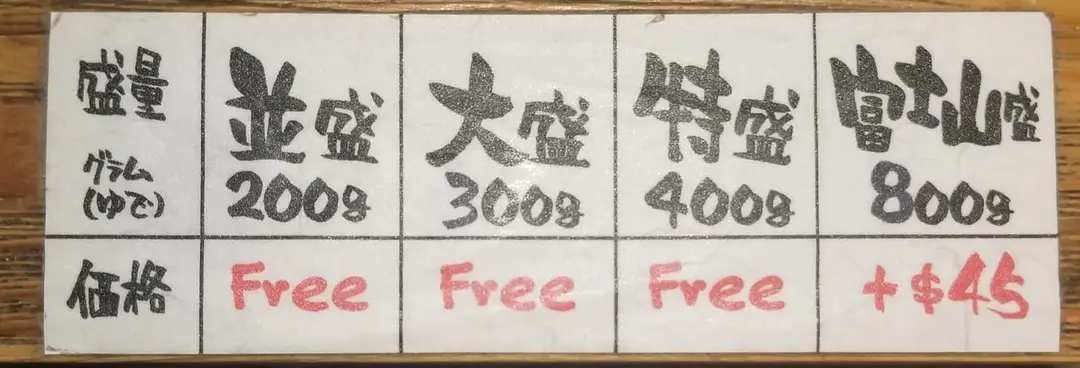 盛量 並盛 大盛 特盛 富士山盛
グラム
(ゆで) 200g 300g 400g 800g
価格 Free Free Free +$45